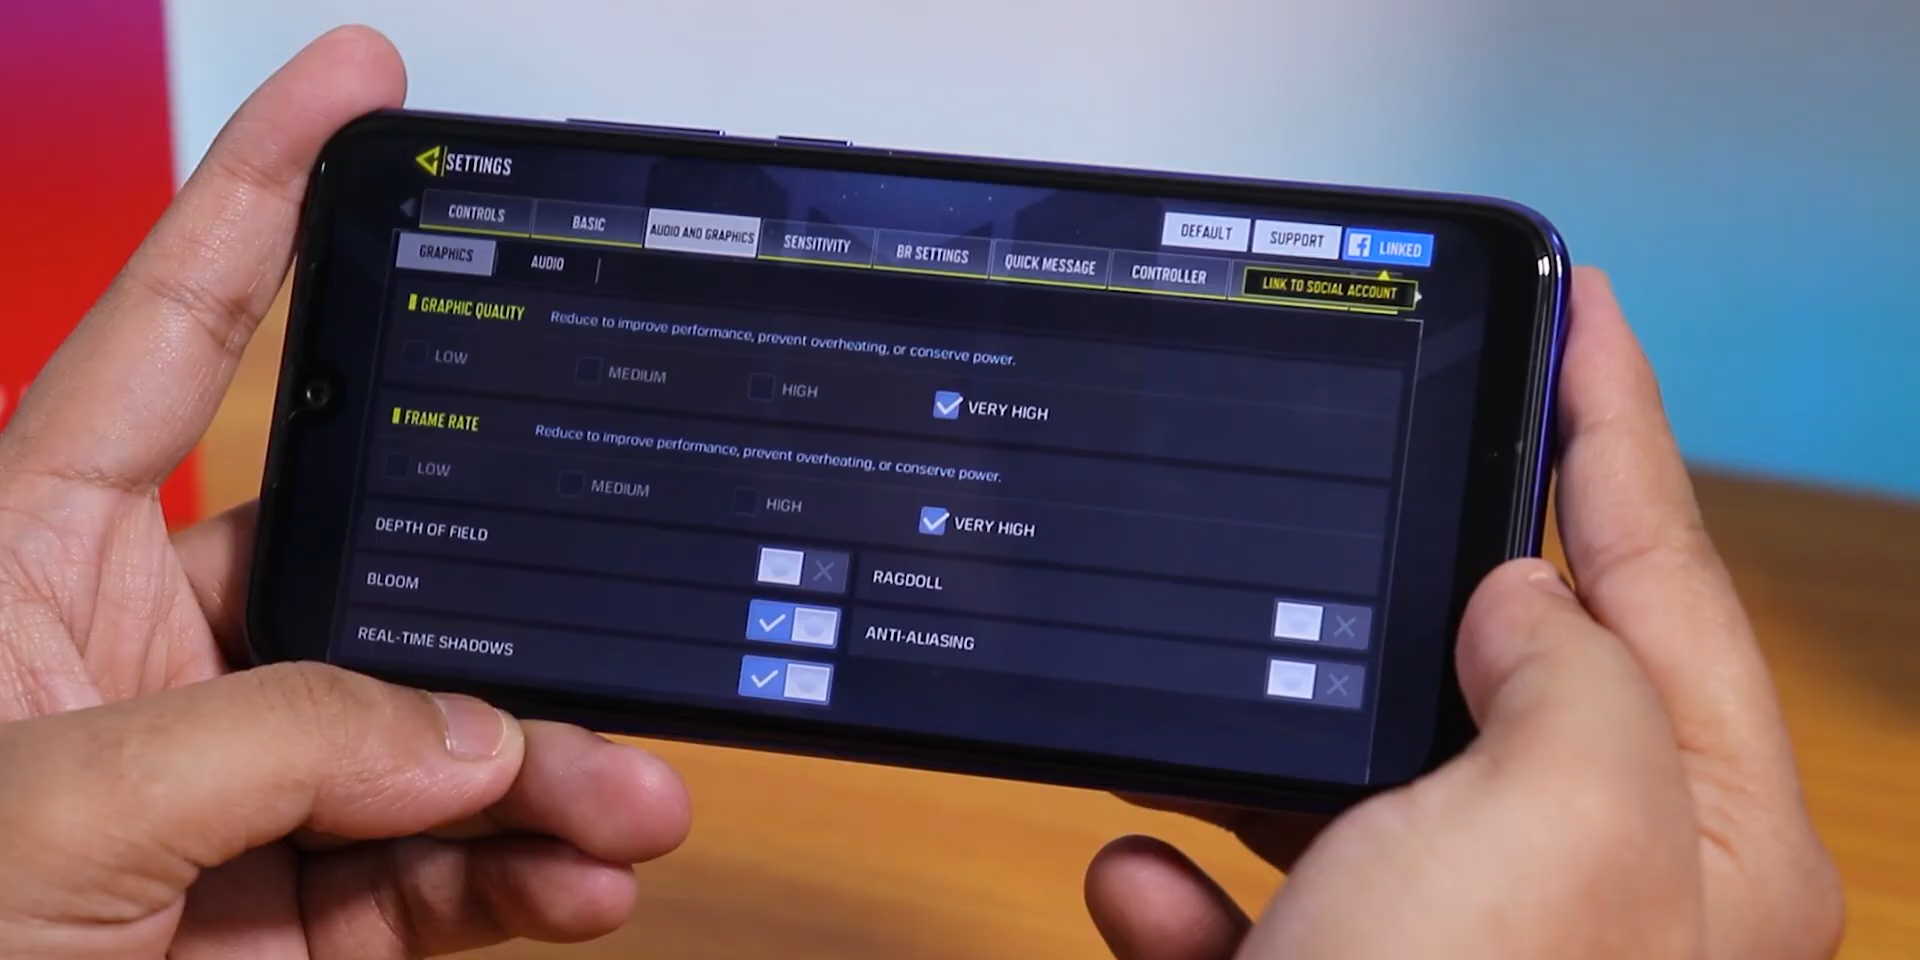 SETTINGS
CONTROLS
BASIC
AUDIO AND GRAPHICS
SENSITIVITY
BR SETTINGS
QUICK MESSAGE
CONTROLLER
DEFAULT
SUPPORT
LINKED
LINK TO SOCIAL ACCOUNT
GRAPHICS
AUDIO
GRAPHIC QUALITY
Reduce to improve performance, prevent overheating, or conserve power.
LOW
MEDIUM
HIGH
VERY HIGH
FRAME RATE
Reduce to improve performance, prevent overheating, or conserve power.
LOW
MEDIUM
HIGH
VERY HIGH
DEPTH OF FIELD
RAGDOLL
BLOOM
ANTI-ALIASING
REAL-TIME SHADOWS